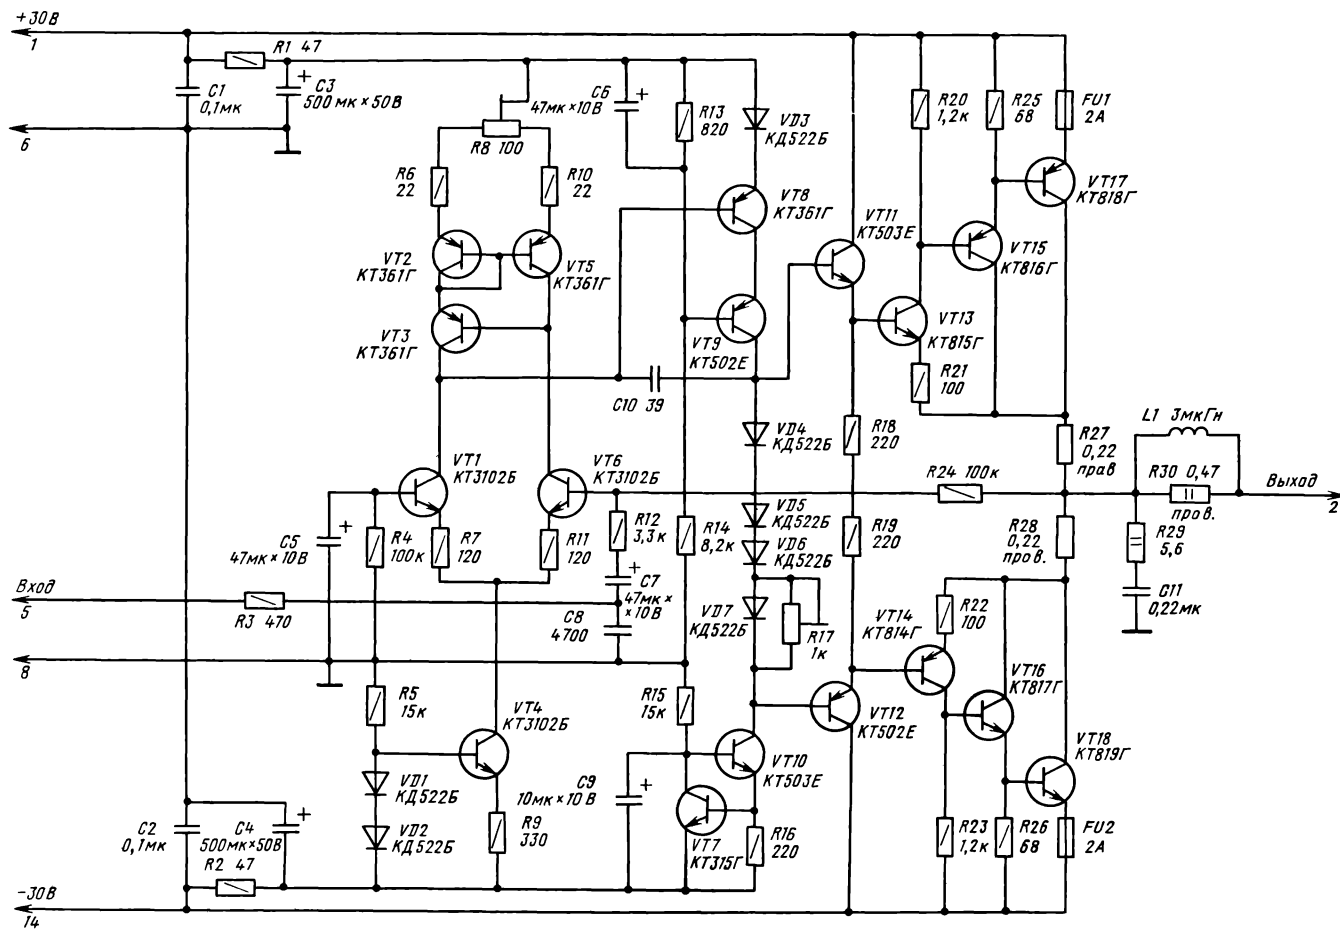 +30В
1
R1 47
C1
0,1мк
C3
500мк×50В
6
47мк×10В
C6
R13
820
VD3
КД522Б
R20
1,2к
R25
68
FU1
2А
R8 100
R6
22
R10
22
VT8
КТ361Г
VT17
КТ818Г
VT11
КТ503Е
VT15
КТ816Г
VT2
КТ361Г
VT5
КТ361Г
VT3
КТ361Г
VT9
КТ502Е
VT13
КТ815Г
R21
100
C10 39
VD4
КД522Б
R18
220
L1 3мкГн
R27
0,22
прав
VT1
КТ3102Б
VT6
КТ3102Б
R24 100к
R30 0,47
пров.
Выход
2
C5
47мк×10В
R4
100к
R7
120
R11
120
R12
3,3к
R14
8,2к
VD5
КД522Б
VD6
КД522Б
R19
220
R28
0,22
пров.
R29
5,6
Вход
5
R3 470
C7
47мк×
×10В
C8
4700
VD7
КД522Б
R17
1к
VT14
КТ814Г
R22
100
C11
0,22мк
8
R5
15к
VT4
КТ3102Б
R15
15к
VT12
КТ502Е
VT16
КТ817Г
VT10
КТ503Е
VT18
КТ819Г
VD1
КД522Б
C9
10мк×10В
C2
0,1мк
C4
500мк×50В
VD2
КД522Б
R9
330
VT7
КТ315Г
R16
220
R23
1,2к
R26
68
FU2
2А
R2 47
-30В
14